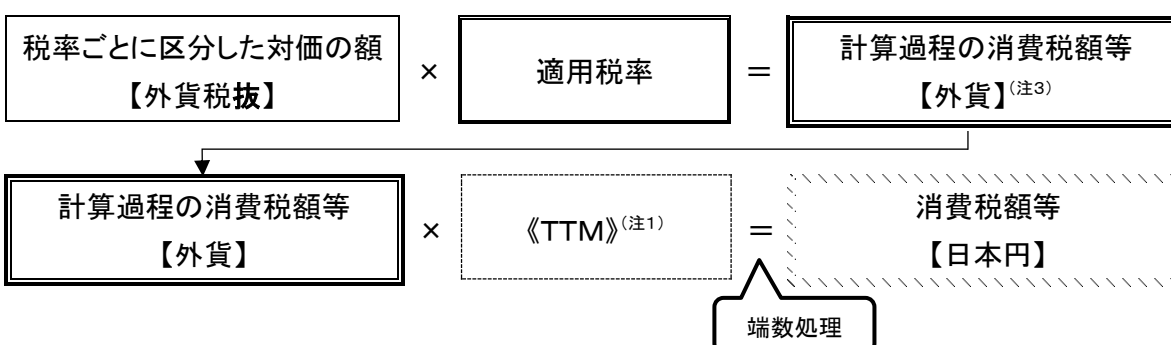 税率ごとに区分した対価の額
【外貨税抜】
×
適用税率
＝
計算過程の消費税額等
【外貨】(注3)
計算過程の消費税額等
【外貨】
×
《TTM》(注1)
＝
消費税額等
【日本円】
端数処理